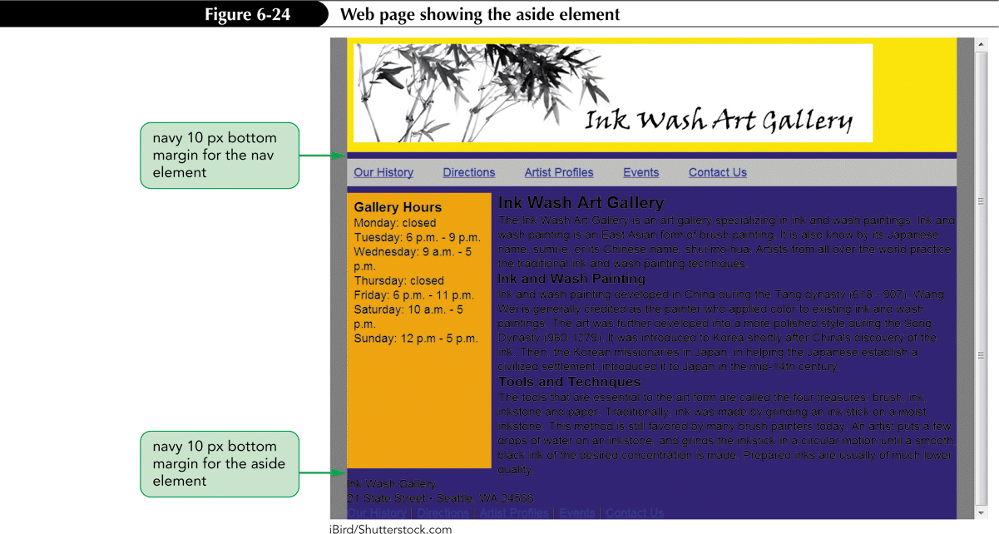 Figure 6-24 Web page showing the aside element
Ink Wash Art Gallery
navy 10 px bottom
margin for the nav
element
Our History Directions Artist Profiles Events Contact Us
Gallery Hours
Monday: closed
Tuesday: 6 p.m. - 9 p.m.
Wednesday: 9 a.m. - 5
p.m.
Thursday: closed
Friday: 6 p.m. - 11 p.m.
Saturday: 10 a.m. - 5
p.m.
Sunday: 12 p.m - 5 p.m.
Ink Wash Art Gallery
The Ink Wash Art Gallery is an art gallery specializing in ink and wash paintings. Ink and
wash painting is an East Asian form of brush painting. It is also know by its Japanese
name, sumi-e, or its Chinese name, shui-mo hua. Artists from all over the world practice
the traditional ink and wash painting techniques.
Ink and Wash Painting
Ink and wash painting developed in China during the Tang dynasty (618 - 907). Wang
Wei is generally credited as the painter who applied color to existing ink and wash
paintings. The art was further developed into a more polished style during the Song
Dynasty (960-1279). It was introduced to Korea shortly after China's discovery of the
ink. Then, the Korean missionaries in Japan, in helping the Japanese establish a
civilized settlement, introduced it to Japan in the mid-14th century.
Tools and Technques
The tools that are essential to the art form are called the four treasures: brush, ink,
inkstone and paper. Traditionally, ink was made by grinding an ink stick on a moist
inkstone. This method is still favored by many brush painters today. An artist puts a few
drops of water on an inkstone, and grinds the inkstick in a circular motion until a smooth,
black ink of the desired concentration is made. Prepared inks are usually of much lower
quality.
navy 10 px bottom
margin for the aside
element
Ink Wash Gallery
21 State Street • Seattle, WA 24565
Our History | Directions | Artist Profiles | Events | Contact Us
iBird/Shutterstock.com